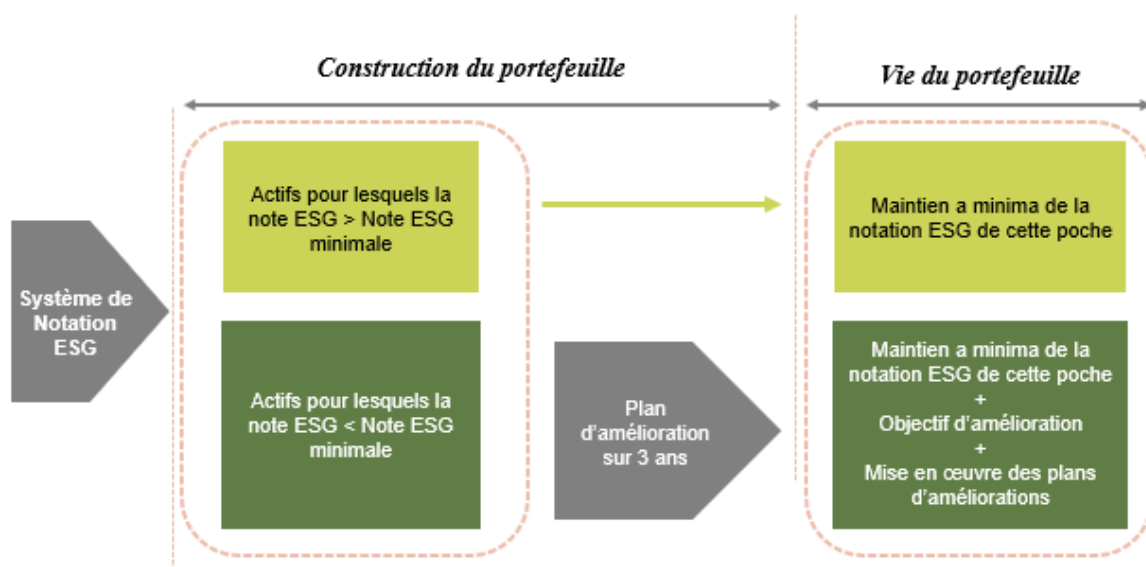 Construction du portefeuille
Vie du portefeuille
Système de
Notation
ESG
Actifs pour lesquels la
note ESG > Note ESG
minimale
Maintien a minima de la
notation ESG de cette poche
Actifs pour lesquels la
note ESG < Note ESG
minimale
Plan
d'amélioration
sur 3 ans
Maintien a minima de la
notation ESG de cette poche
+
Objectif d'amélioration
+
Mise en œuvre des plans
d'améliorations